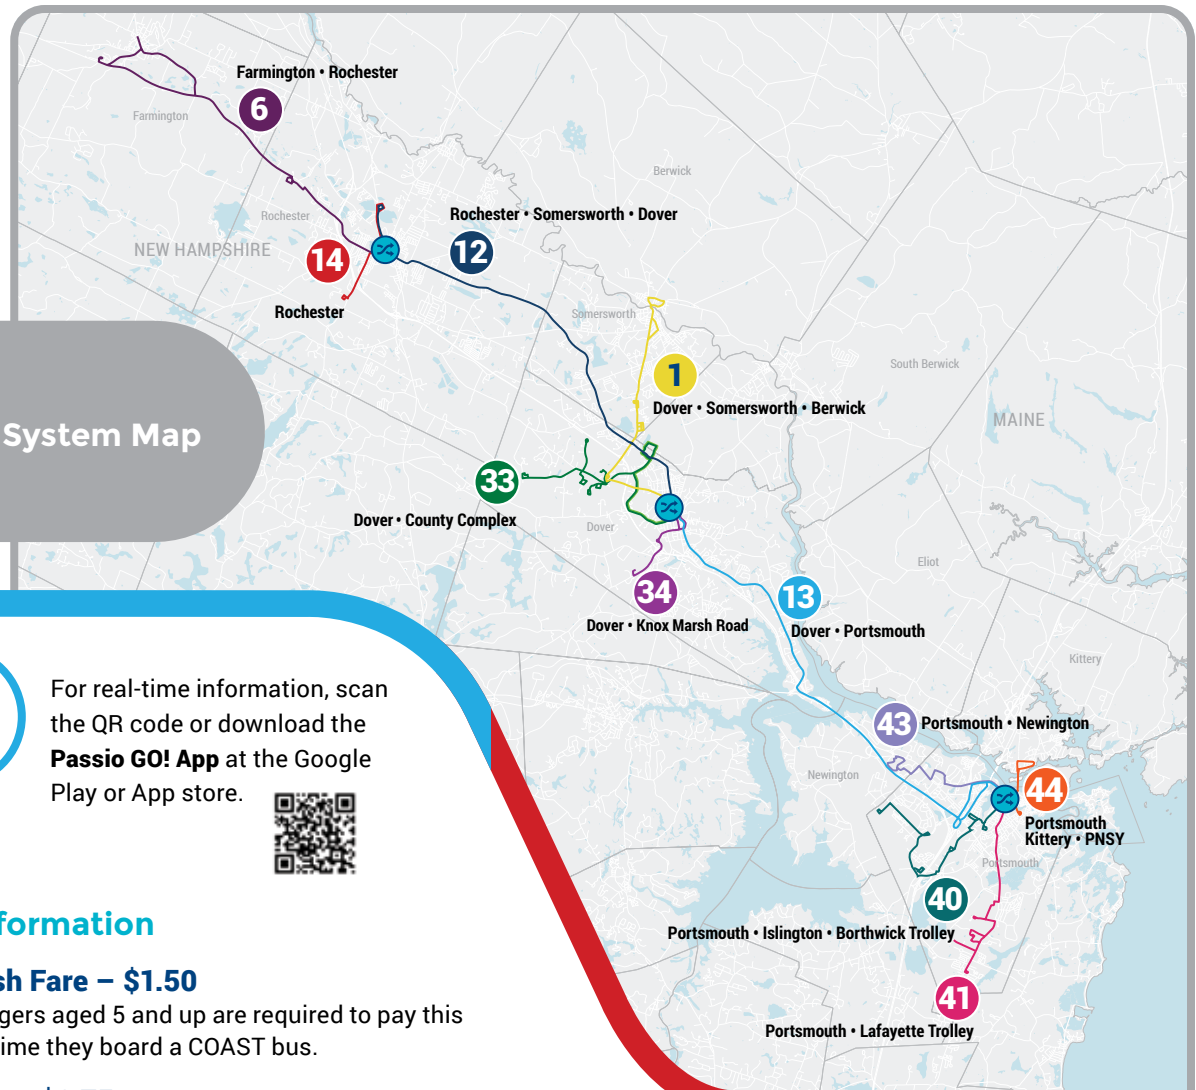 Farmington • Rochester
6
Farmington
Berwick
Rochester
Rochester • Somersworth • Dover
NEW HAMPSHIRE
14
12
Rochester
Somersworth
South Berwick
1
Dover • Somersworth • Berwick
MAINE
System Map
33
Dover • County Complex
Dover
Eliot
34
Dover • Knox Marsh Road
13
Dover • Portsmouth
Kittery
43
Portsmouth • Newington
Newington
44
Portsmouth
Kittery • PNSY
Portsmouth
40
Portsmouth • Islington • Borthwick Trolley
41
Portsmouth • Lafayette Trolley
For real-time information, scan
the QR code or download the
Passio GO! App at the Google
Play or App store.
formation
sh Fare – $1.50
gers aged 5 and up are required to pay this
ime they board a COAST bus.